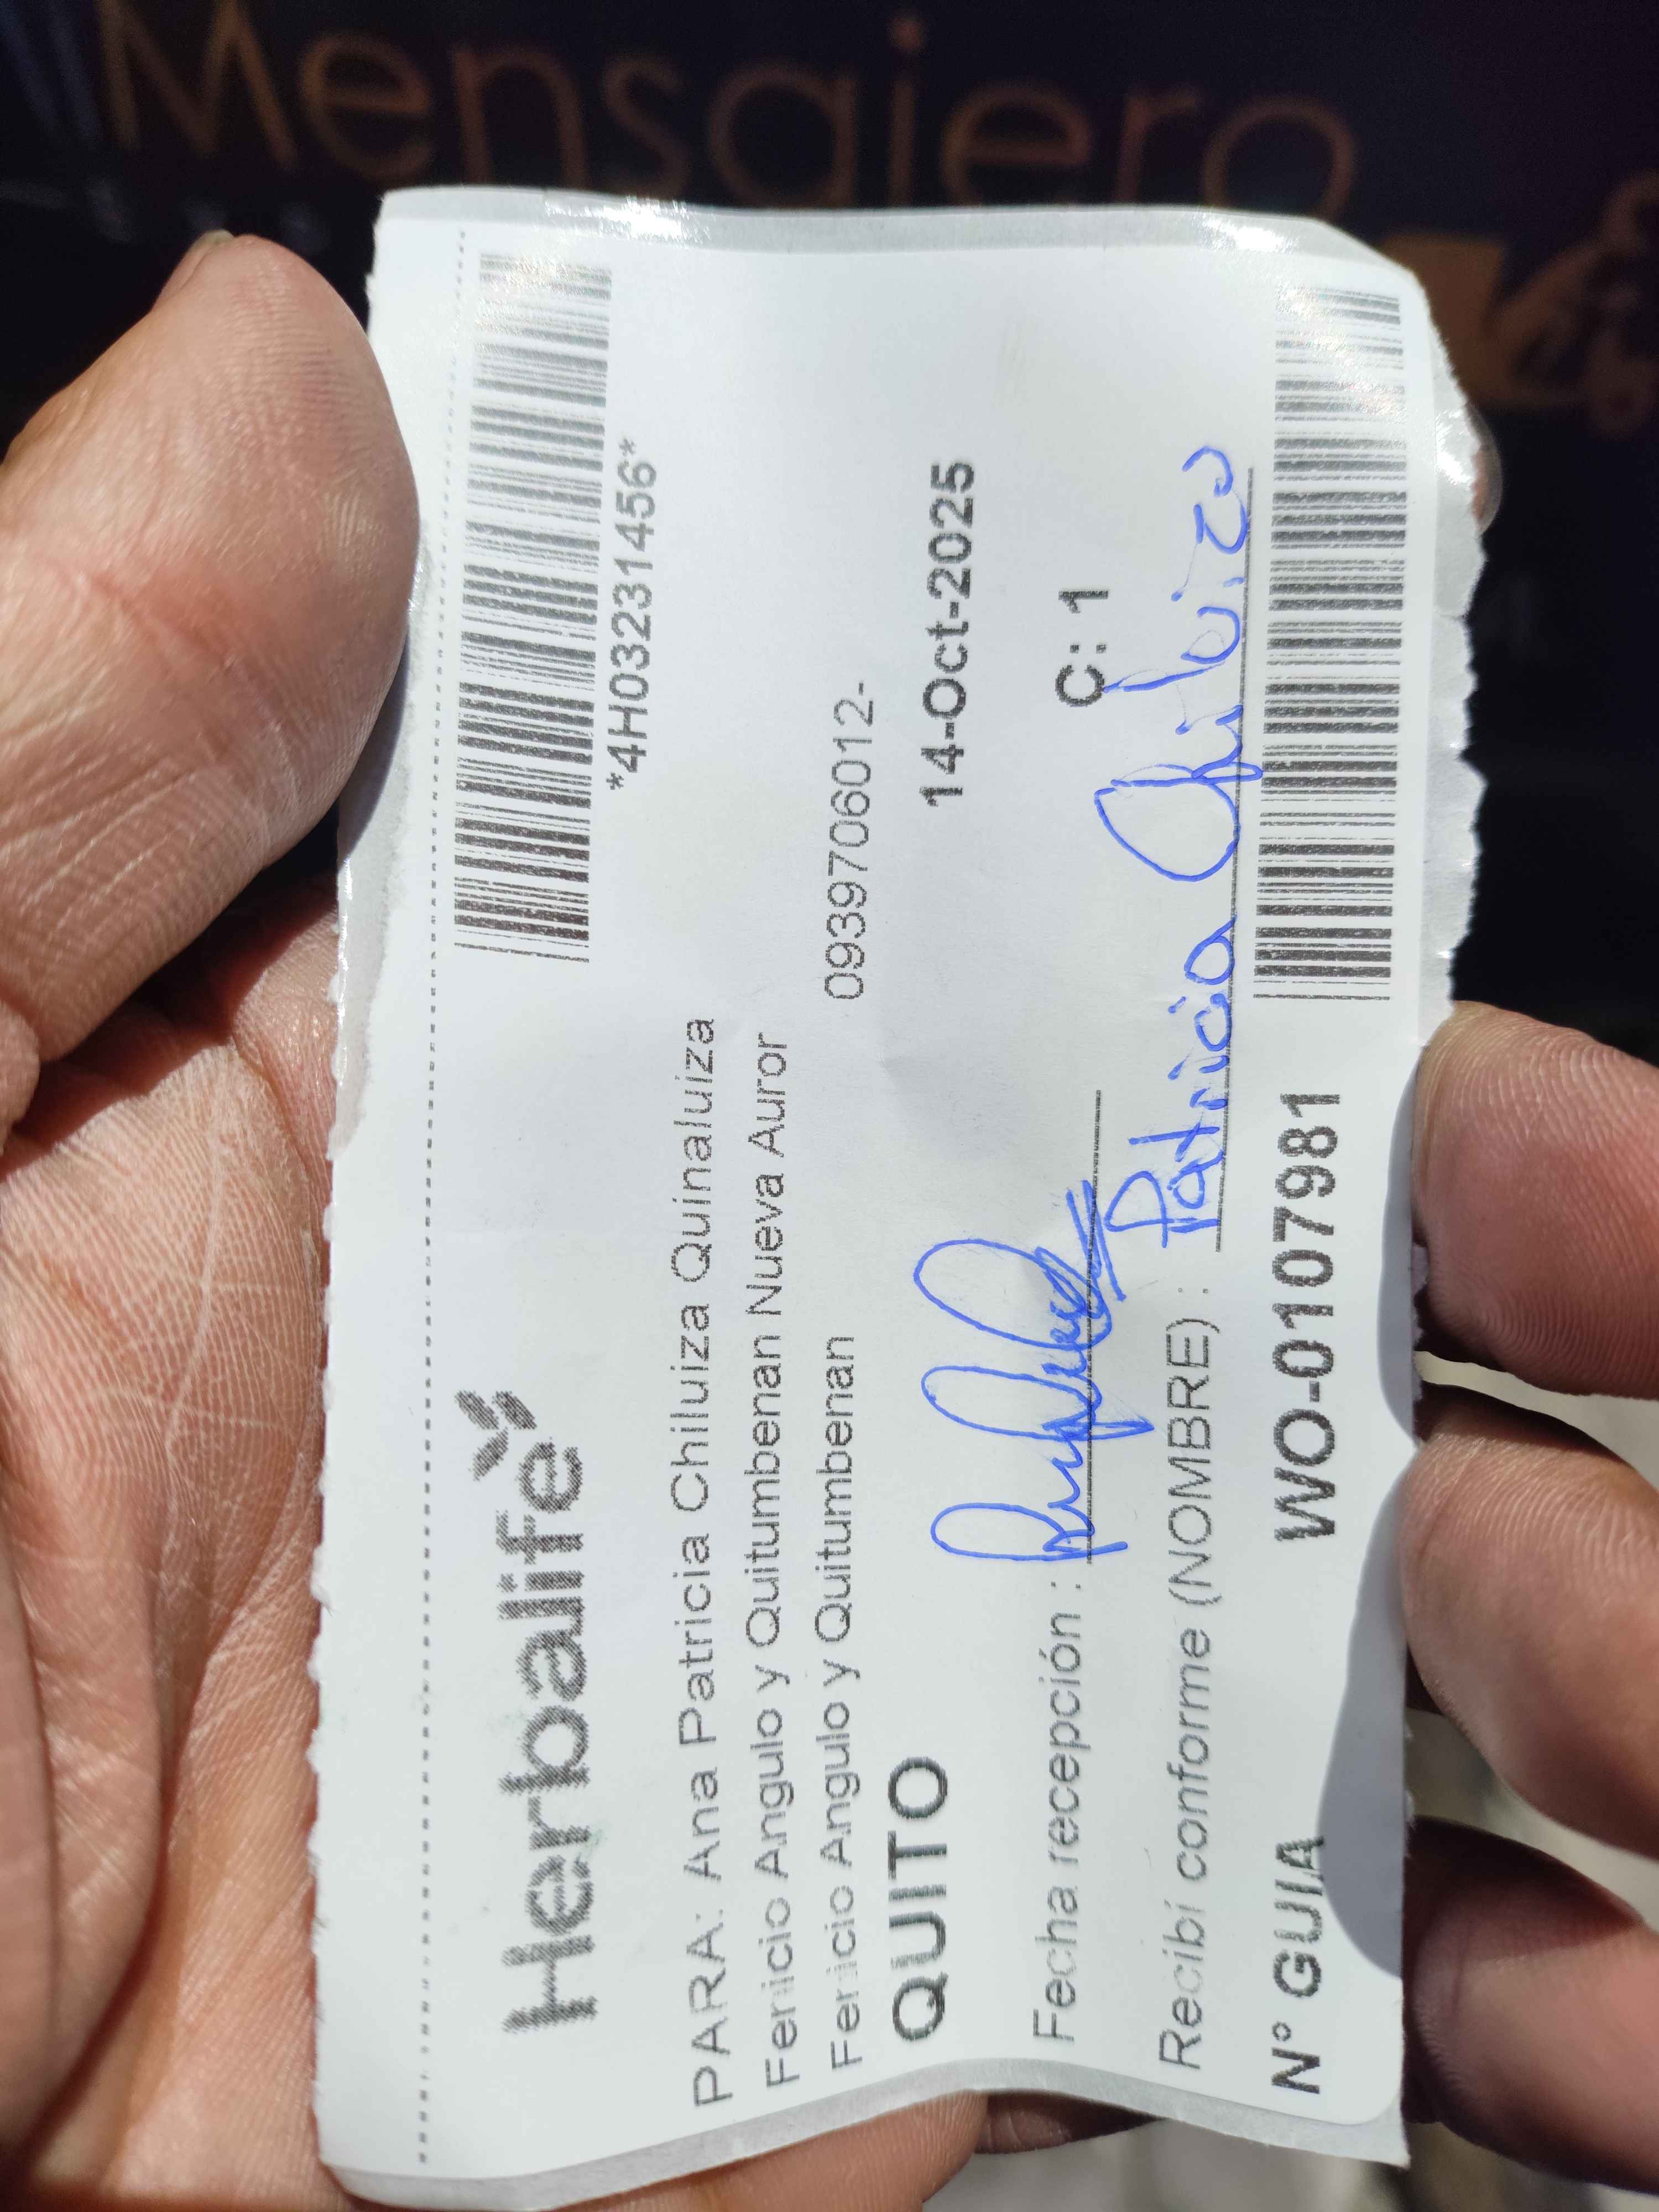 Mensajero
Herbalife
*4H03231456*
PARA: Ana Patricia Chiluiza Quinaluiza
Fenicio Angulo y Quitumbenan Nueva Auror
Fenicio Angulo y Quitumbenan
0939706012-
QUITO
14-Oct-2025
Fecha recepción :
C: 1
Recibí conforme (NOMBRE) : Patricia Chiluiza
N° GUIA WO-0107981